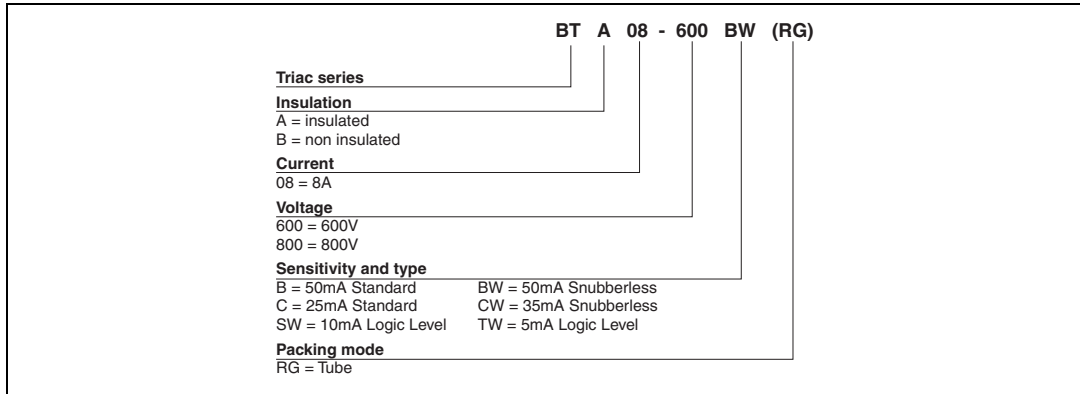 BT A 08 - 600 BW (RG)
Triac series
Insulation
A = insulated
B = non insulated
Current
08 = 8A
Voltage
600 = 600V
800 = 800V
Sensitivity and type
B = 50mA Standard BW = 50mA Snubberless
C = 25mA Standard CW = 35mA Snubberless
SW = 10mA Logic Level TW = 5mA Logic Level
Packing mode
RG = Tube